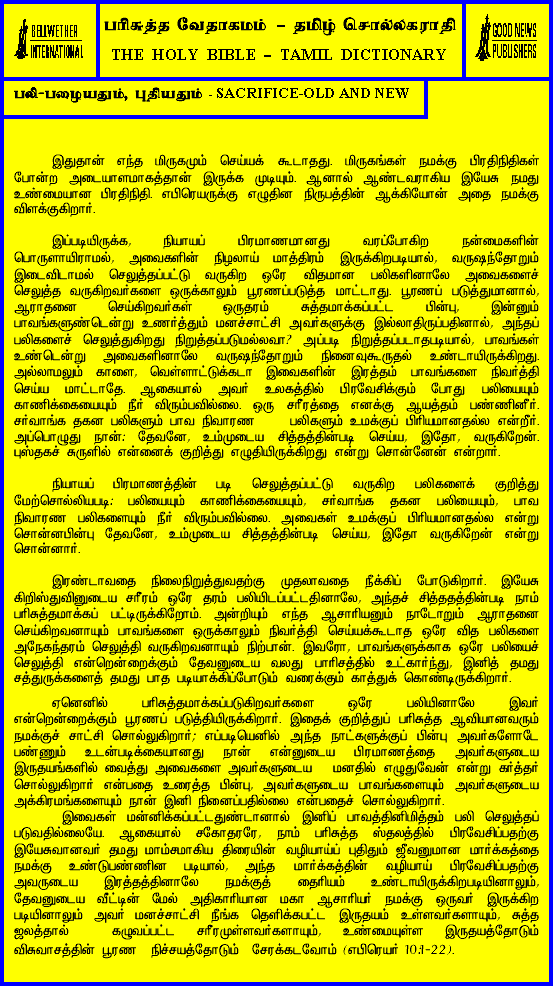 BELLWETHER
INTERNATIONAL
பரிசுத்த வேதாகமம் – தமிழ் சொல்லகராதி
THE HOLY BIBLE – TAMIL DICTIONARY
GOOD NEWS
PUBLISHERS
பலி-பழையதும், புதியதும் - SACRIFICE-OLD AND NEW
இதுதான் எந்த மிருகமும் செய்யக் கூடாதது. மிருகங்கள் நமக்கு பிரதிநிதிகள்
போன்ற அடையாளமாகத்தான் இருக்க முடியும். ஆனால் ஆண்டவராகிய இயேசு நமது
உண்மையான பிரதிநிதி. எபிரெயருக்கு எழுதின நிருபத்தின் ஆக்கியோன் அதை நமக்கு
விளக்குகிறார்.
இப்படியிருக்க, நியாயப் பிரமாணமானது வரப்போகிற நன்மைகளின்
பொருளாயிராமல், அவைகளின் நிழலாய் மாத்திரம் இருக்கிறபடியால், வருஷந்தோறும்
இடைவிடாமல் செலுத்தப்பட்டு வருகிற ஒரே விதமான பலிகளினாலே அவைகளைச்
செலுத்த வருகிறவர்களை ஒருக்காலும் பூரணப்படுத்த மாட்டாது. பூரணப் படுத்துமானால்,
ஆராதனை செய்கிறவர்கள் ஒருதரம் சுத்தமாக்கப்பட்ட பின்பு, இன்னும்
பாவங்களுண்டென்று உணர்த்தும் மனச்சாட்சி அவர்களுக்கு இல்லாதிருப்பதினால், அந்தப்
பலிகளைச் செலுத்துகிறது நிறுத்தப்படுமல்லவா? அப்படி நிறுத்தப்படாதபடியால், பாவங்கள்
உண்டென்று அவைகளினாலே வருஷந்தோறும் நினைவுகூருதல் உண்டாயிருக்கிறது.
அல்லாமலும் காளை, வெள்ளாட்டுக்கடா இவைகளின் இரத்தம் பாவங்களை நிவர்த்தி
செய்ய மாட்டாதே. ஆகையால் அவர் உலகத்தில் பிரவேசிக்கும் போது பலியையும்
காணிக்கையையும் நீர் விரும்பவில்லை. ஒரு சரீரத்தை எனக்கு ஆயத்தம் பண்ணினீர்.
சர்வாங்க தகன பலிகளும் பாவ நிவாரண பலிகளும் உமக்குப் பிரியமானதல்ல என்றீர்.
அப்பொழுது நான்: தேவனே, உம்முடைய சித்தத்தின்படி செய்ய, இதோ, வருகிறேன்.
புஸ்தகச் சுருளில் என்னைக் குறித்து எழுதியிருக்கிறது என்று சொன்னேன் என்றார்.
நியாயப் பிரமாணத்தின் படி செலுத்தப்பட்டு வருகிற பலிகளைக் குறித்து
மேற்சொல்லியபடி: பலியையும் காணிக்கையையும், சர்வாங்க தகன பலியையும், பாவ
நிவாரண பலிகளையும் நீர் விரும்பவில்லை. அவைகள் உமக்குப் பிரியமானதல்ல என்று
சொன்னபின்பு தேவனே, உம்முடைய சித்தத்தின்படி செய்ய, இதோ வருகிறேன் என்று
சொன்னார்.
இரண்டாவதை நிலைநிறுத்துவதற்கு முதலாவதை நீக்கிப் போடுகிறார். இயேசு
கிறிஸ்துவினுடைய சரீரம் ஒரே தரம் பலியிடப்பட்டதினாலே, அந்தச் சித்ததத்தின்படி நாம்
பரிசுத்தமாக்கப் பட்டிருக்கிறோம். அன்றியும் எந்த ஆசாரியனும் நாடோறும் ஆராதனை
செய்கிறவனாயும் பாவங்களை ஒருக்காலும் நிவர்த்தி செய்யக்கூடாத ஒரே வித பலிகளை
அநேகந்தரம் செலுத்தி வருகிறவனாயும் நிற்பான். இவரோ, பாவங்களுக்காக ஒரே பலியைச்
செலுத்தி என்றென்றைக்கும் தேவனுடைய வலது பாரிசத்தில் உட்கார்ந்து, இனித் தமது
சத்துருக்களைத் தமது பாத படியாக்கிப்போடும் வரைக்கும் காத்துக் கொண்டிருக்கிறார்.
ஏனெனில் பரிசுத்தமாக்கப்படுகிறவர்களை ஒரே பலியினாலே இவர்
என்றென்றைக்கும் பூரணப் படுத்தியிருக்கிறார். இதைக் குறித்துப் பரிசுத்த ஆவியானவரும்
நமக்குச் சாட்சி சொல்லுகிறார்; எப்படியெனில் அந்த நாட்களுக்குப் பின்பு அவர்களோடே
பண்ணும் உடன்படிக்கையானது நான் என்னுடைய பிரமாணத்தை அவர்களுடைய
இருதயங்களில் வைத்து அவைகளை அவர்களுடைய மனதில் எழுதுவேன் என்று கர்த்தர்
சொல்லுகிறார் என்பதை உரைத்த பின்பு, அவர்களுடைய பாவங்களையும் அவர்களுடைய
அக்கிரமங்களையும் நான் இனி நினைப்பதில்லை என்பதைச் சொல்லுகிறார்.
இவைகள் மன்னிக்கப்பட்டதுண்டானால் இனிப் பாவத்தினிமித்தம் பலி செலுத்தப்
படுவதில்லையே. ஆகையால் சகோதரரே, நாம் பரிசுத்த ஸ்தலத்தில் பிரவேசிப்பதற்கு
இயேசுவானவர் தமது மாம்சமாகிய திரையின் வழியாய்ப் புதிதும் ஜீவனுமான மார்க்கத்தை
நமக்கு உண்டுபண்ணின படியால், அந்த மார்க்கத்தின் வழியாய் பிரவேசிப்பதற்கு
அவருடைய இரத்தத்தினாலே நமக்குத் தைரியம் உண்டாயிருக்கிறபடியினாலும்,
தேவனுடைய வீட்டின் மேல் அதிகாரியான மகா ஆசாரியர் நமக்கு ஒருவர் இருக்கிற
படியினாலும் அவர் மனச்சாட்சி நீங்க தெளிக்கபட்ட இருதயம் உள்ளவர்களாயும், சுத்த
ஜலத்தால் கழுவப்பட்ட சரீரமுள்ளவர்களாயும், உண்மையுள்ள இருதயத்தோடும்
விசுவாசத்தின் பூரண நிச்சயத்தோடும் சேரக்கடவோம் (எபிரெயர் 10:1-22).